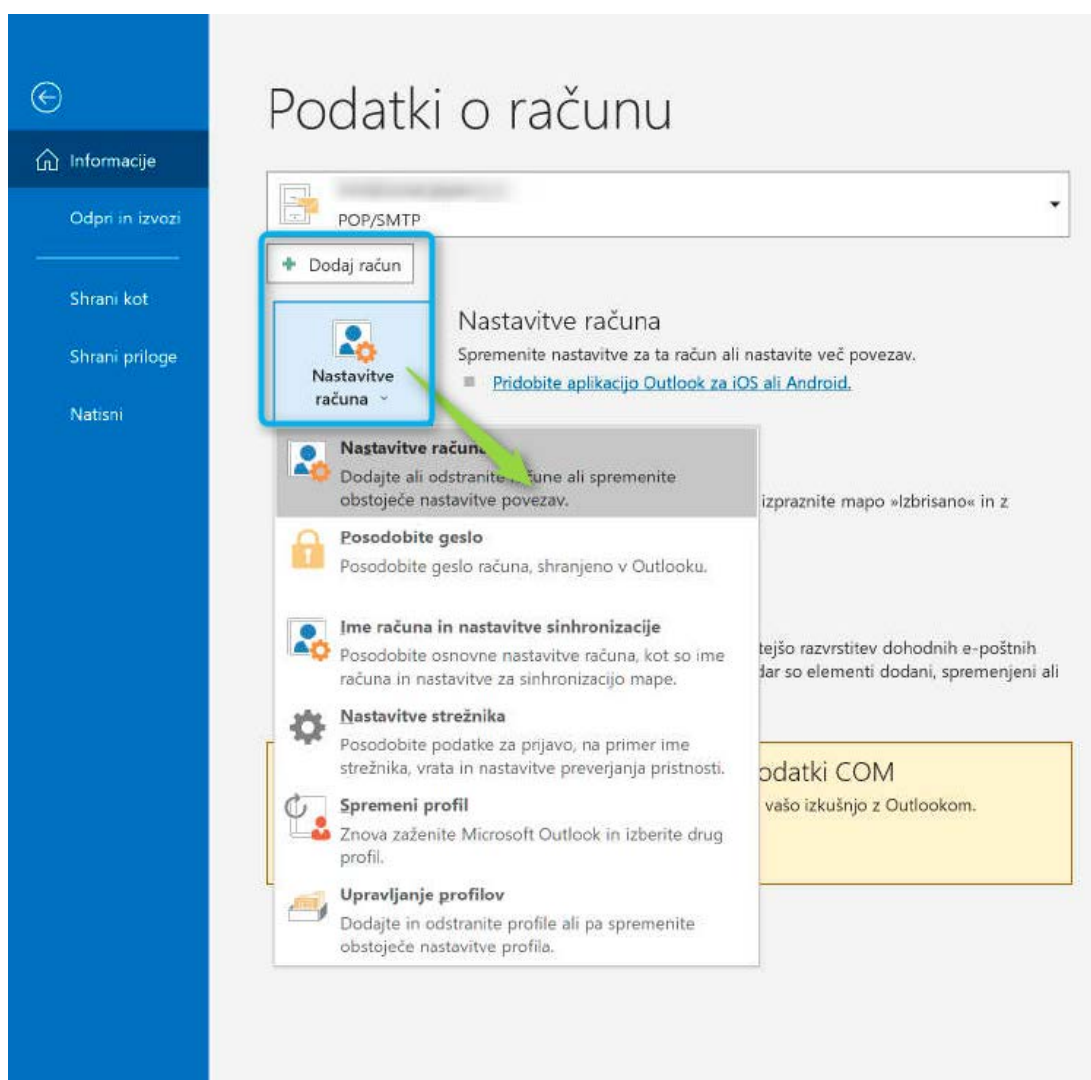 Podatki o računu
Informacije
Odpri in izvozi
Shrani kot
Shrani priloge
Natisni
POP/SMTP
Dodaj račun
Nastavitve
računa
Nastavitve računa
Spremenite nastavitve za ta račun ali nastavite več povezav.
Pridobite aplikacijo Outlook za iOS ali Android.
Nastavitve računa
Dodajte ali odstranite račune ali spremenite
obstoječe nastavitve povezav.
Posodobite geslo
Posodobite geslo računa, shranjeno v Outlooku.
Ime računa in nastavitve sinhronizacije
Posodobite osnovne nastavitve računa, kot so ime
računa in nastavitve za sinhronizacijo mape.
Nastavitve strežnika
Posodobite podatke za prijavo, na primer ime
strežnika, vrata in nastavitve preverjanja pristnosti.
Spremeni profil
Znova zaženite Microsoft Outlook in izberite drug
profil.
Upravljanje profilov
Dodajte in odstranite profile ali pa spremenite
obstoječe nastavitve profila.
izpraznite mapo »Izbrisano« in z
tejšo razvrstitev dohodnih e-poštnih
dar so elementi dodani, spremenjeni ali
odatki COM
vašo izkušnjo z Outlookom.